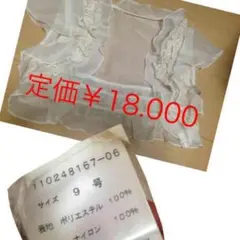 定価￥18.000
110248167-06
サイズ 9 号
表地 ポリエステル 100%
ナイロン 100%